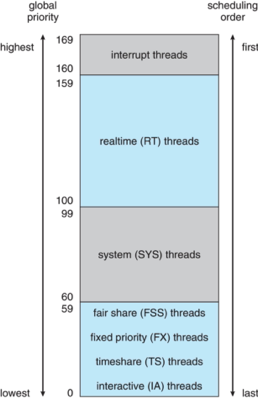 global
priority
scheduling
order
highest
169
first
interrupt threads
160
159
realtime (RT) threads
100
99
system (SYS) threads
60
59
fair share (FSS) threads
fixed priority (FX) threads
timeshare (TS) threads
interactive (IA) threads
lowest
0
last